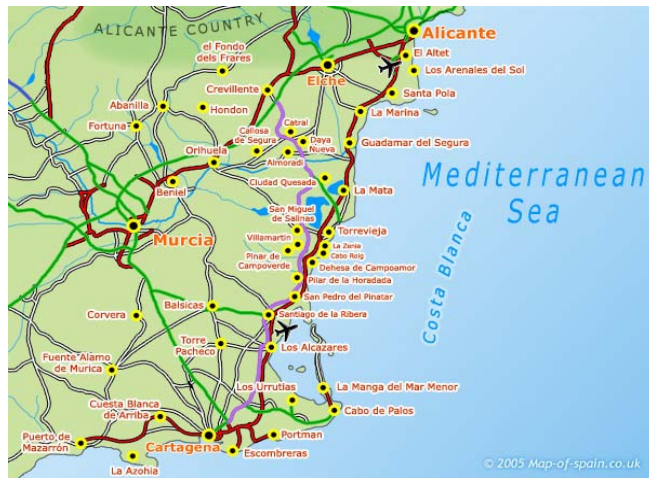 ALICANTE COUNTRY
Alicante
el Fondo
dels Frares
El Altet
Elche
Los Arenales del Sol
Crevillente
Santa Pola
Abanilla
Hondon
La Marina
Catral
Fortuna
Callosa
de Segura
Daya
Nueva
Guadamar del Segura
Orihuela
Almoradi
Beniel
Ciudad Quesada
La Mata
Mediterranean
Sea
San Miguel
de Salinas
Murcia
Villamartin
Torrevieja
La Zenia
Cabo Roig
Pinar de
Campoverde
Dehesa de Campoamor
Costa Blanca
Pilar de la Horadada
San Pedro del Pinatar
Balsicas
Corvera
Santiago de la Ribera
Torre
Pacheco
Los Alcazares
Fuente Alamo
de Murica
Los Urrutias
La Manga del Mar Menor
Cuesta Blanca
de Arriba
Cabo de Palos
Puerto de
Mazarrón
Cartagena
Portman
Escombreras
La Azohia
© 2005 Map-of-spain.co.uk